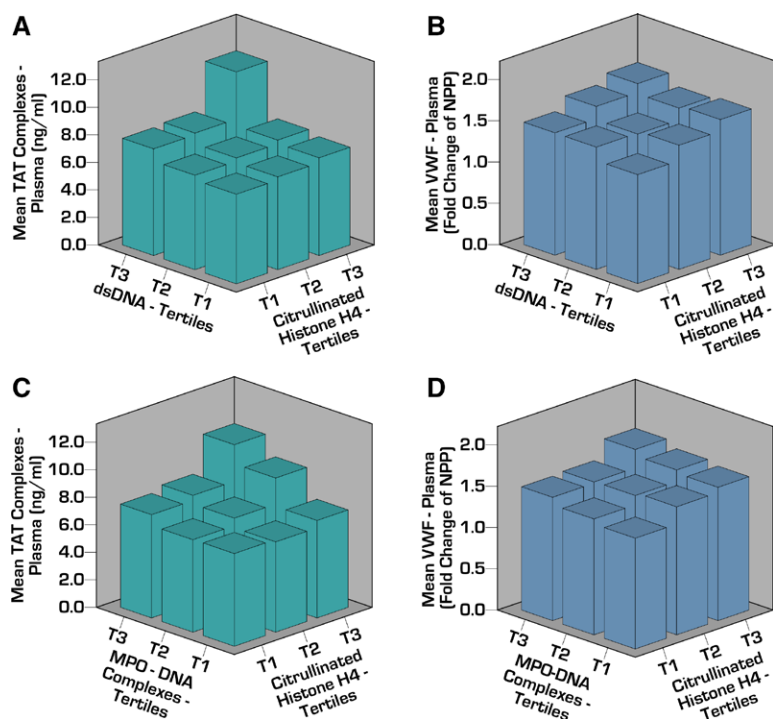 A
Mean TAT Complexes -
Plasma (ng/ml)
12.0
10.0
8.0
6.0
4.0
2.0
0.0
T3
T2
T1
dsDNA - Tertiles
T1
T2
T3
Citrullinated
Histone H4 -
Tertiles
B
Mean VWF - Plasma
(Fold Change of NPP)
2.0
1.5
1.0
0.5
0.0
T3
T2
T1
dsDNA - Tertiles
T1
T2
T3
Citrullinated
Histone H4 -
Tertiles
C
Mean TAT Complexes -
Plasma (ng/ml)
12.0
10.0
8.0
6.0
4.0
2.0
0.0
T3
T2
T1
MPO - DNA
Complexes -
Tertiles
T1
T2
T3
Citrullinated
Histone H4 -
Tertiles
D
Mean VWF - Plasma
(Fold Change of NPP)
2.0
1.5
1.0
0.5
0.0
T3
T2
T1
MPO-DNA
Complexes -
Tertiles
T1
T2
T3
Citrullinated
Histone H4 -
Tertiles